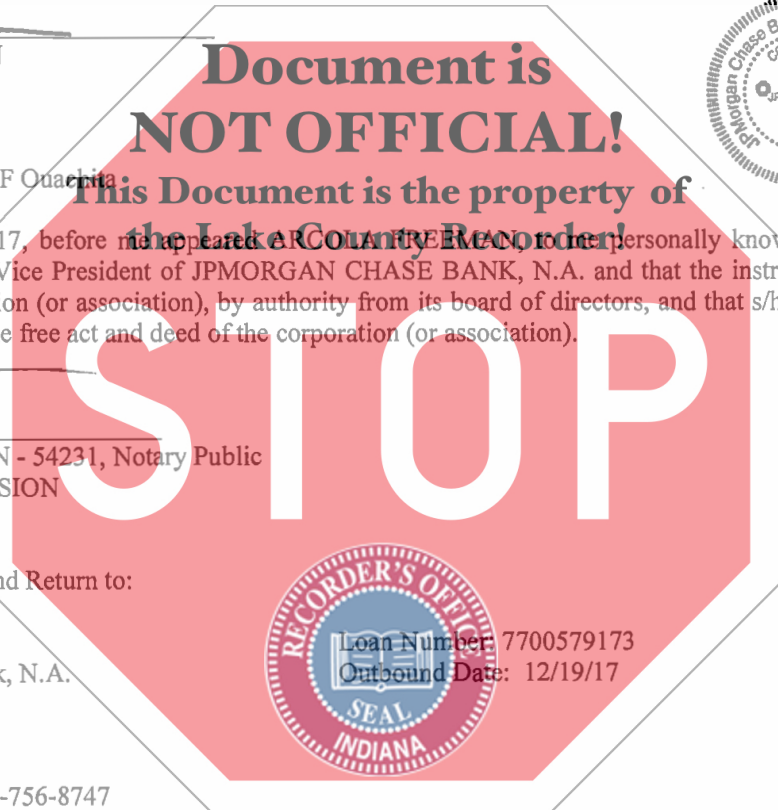 Document is
NOT OFFICIAL!
F Ouachita
This Document is the property of
the Lake County Recorder!
17, before me appeared ARCOLA FREEMAN, to me personally know
Vice President of JPMORGAN CHASE BANK, N.A. and that the instr
ion (or association), by authority from its board of directors, and that s/h
e free act and deed of the corporation (or association).
STOP
N - 54231, Notary Public
SION
nd Return to:
RECORDER'S OFFICE
Loan Number: 7700579173
Outbound Date: 12/19/17
k, N.A.
SEAL
INDIANA
-756-8747
JPMorgan Chase B